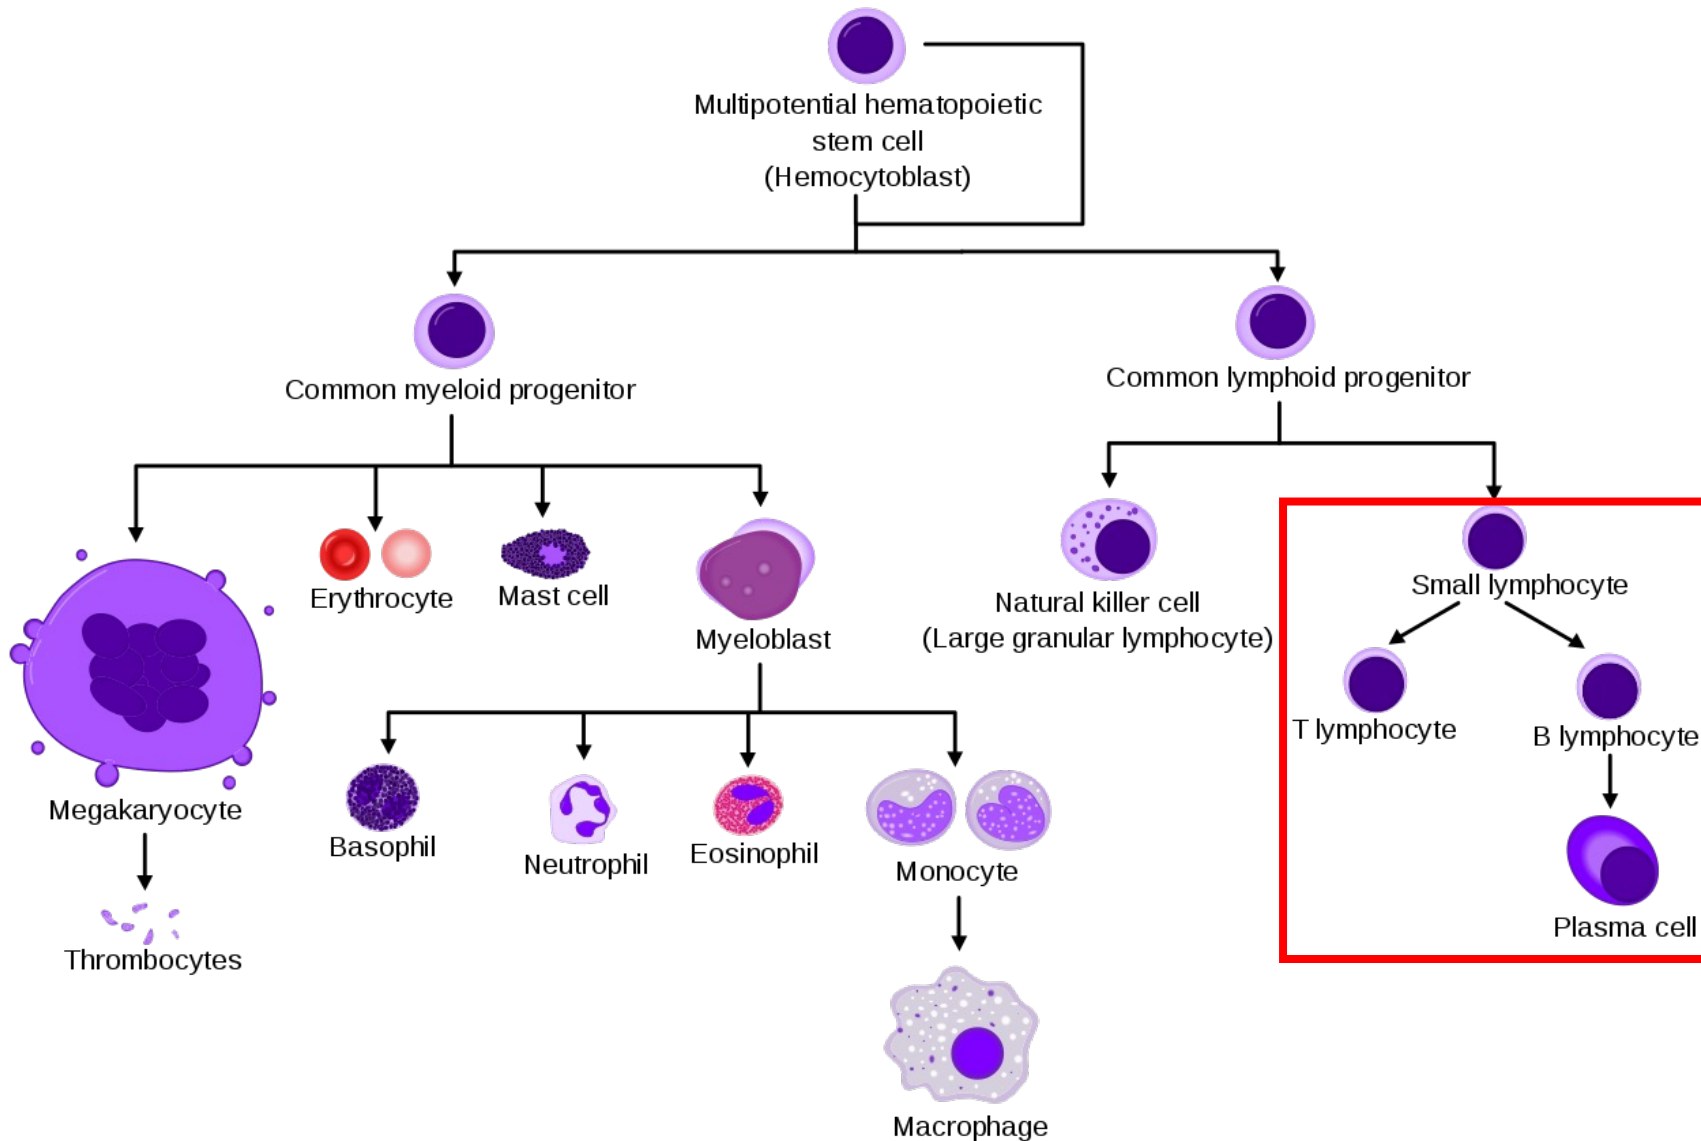 Multipotential hematopoietic
stem cell
(Hemocytoblast)
Common myeloid progenitor
Common lymphoid progenitor
Erythrocyte
Mast cell
Myeloblast
Natural killer cell
(Large granular lymphocyte)
Small lymphocyte
T lymphocyte
B lymphocyte
Megakaryocyte
Basophil
Neutrophil
Eosinophil
Monocyte
Plasma cell
Thrombocytes
Macrophage